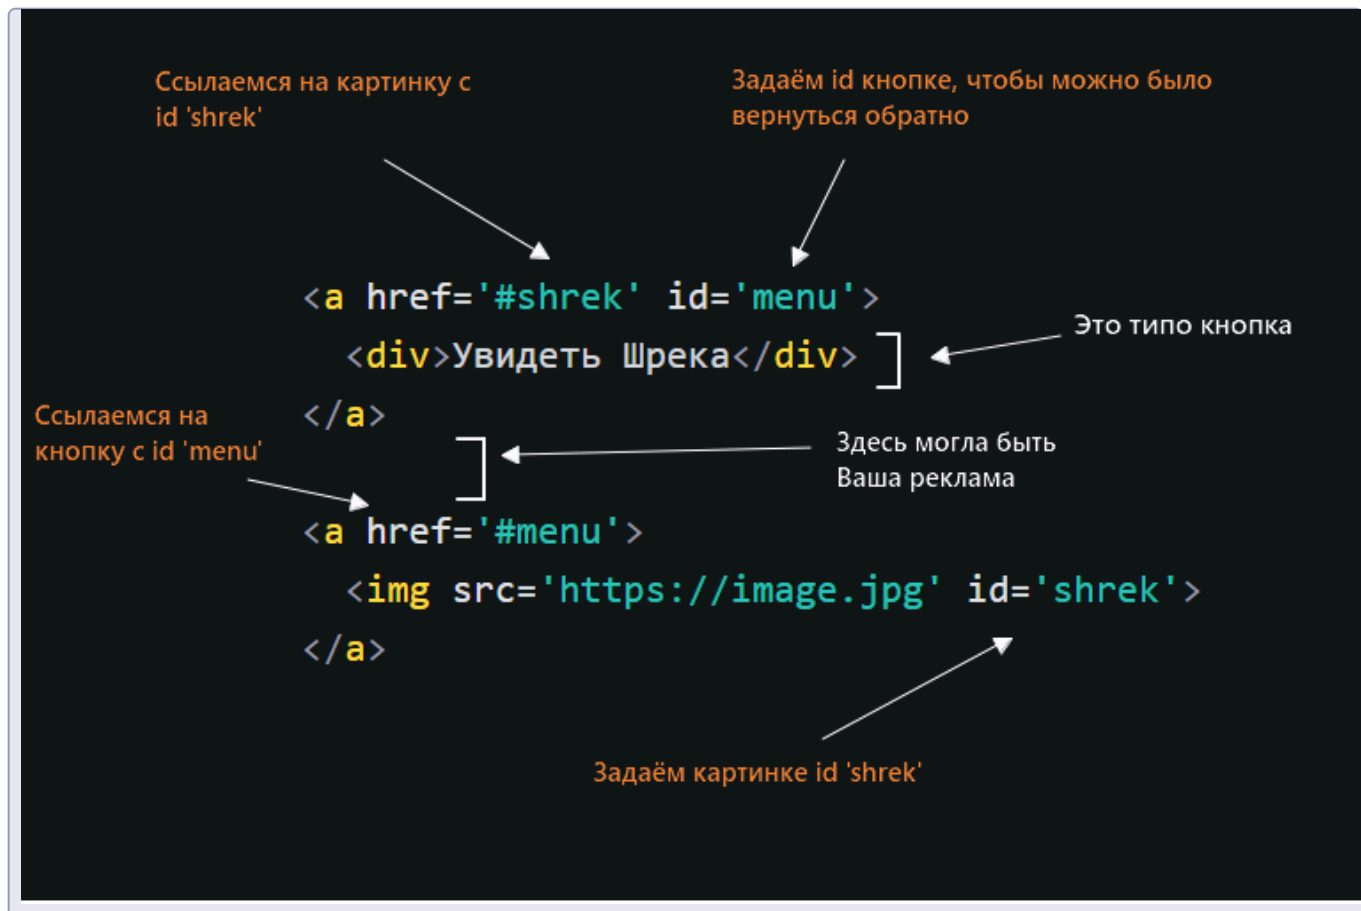 Ссылаемся на картинку с
id 'shrek'
Задаём id кнопке, чтобы можно было
вернуться обратно
<a href='#shrek' id='menu'>
Это типо кнопка
<div>Увидеть Шрека</div>
</a>
Ссылаемся на
кнопку с id 'menu'
Здесь могла быть
Ваша реклама
<a href='#menu'>
<img src='https://image.jpg' id='shrek'>
</a>
Задаём картинке id 'shrek'